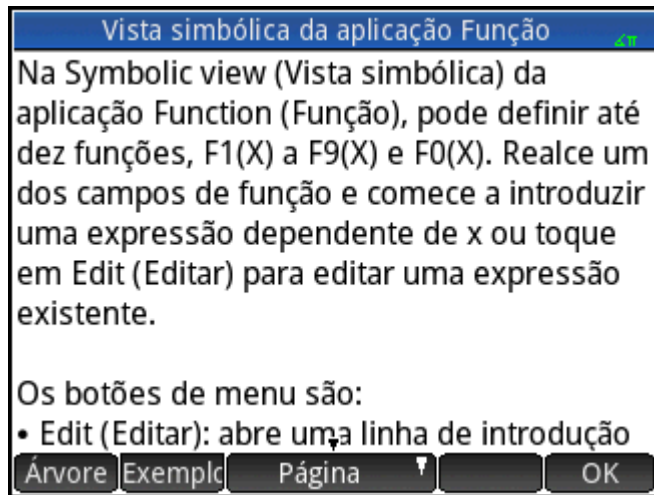 Vista simbólica da aplicação Função
∡π
Na Symbolic view (Vista simbólica) da
aplicação Function (Função), pode definir até
dez funções, F1(X) a F9(X) e F0(X). Realce um
dos campos de função e comece a introduzir
uma expressão dependente de x ou toque
em Edit (Editar) para editar uma expressão
existente.
Os botões de menu são:
• Edit (Editar): abre uma linha de introdução
Árvore Exemplo Página OK